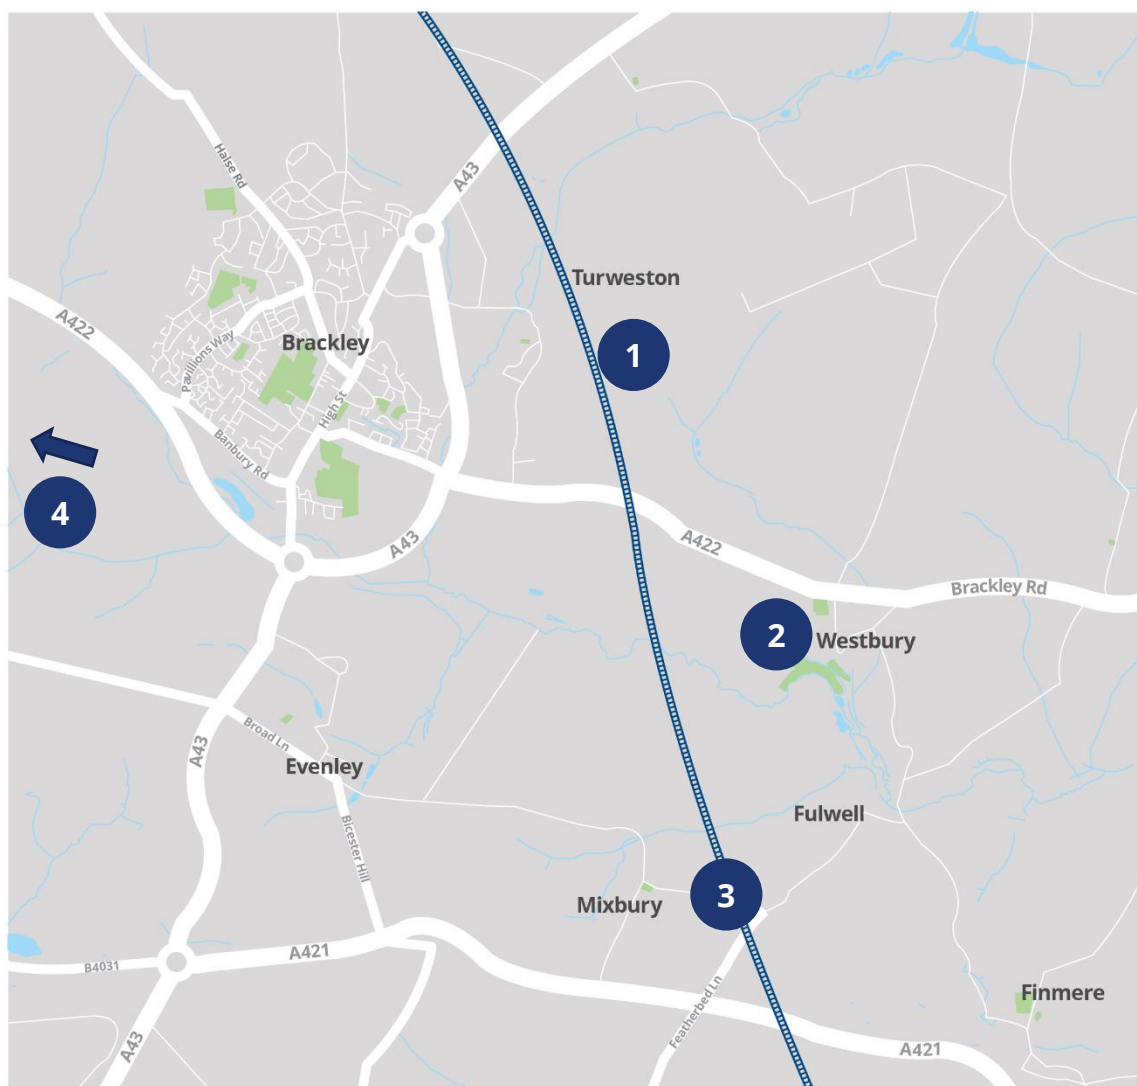 Halse Rd
A43
Turweston
A422
Brackley
1
Pavillions Way
High St
Banbury Rd
4
A43
A422
Brackley Rd
2
Westbury
Broad Ln
A43
Evenley
Bicester Hill
Fulwell
3
Mixbury
A421
B4031
Featherbed Ln
Finmere
A43
A421